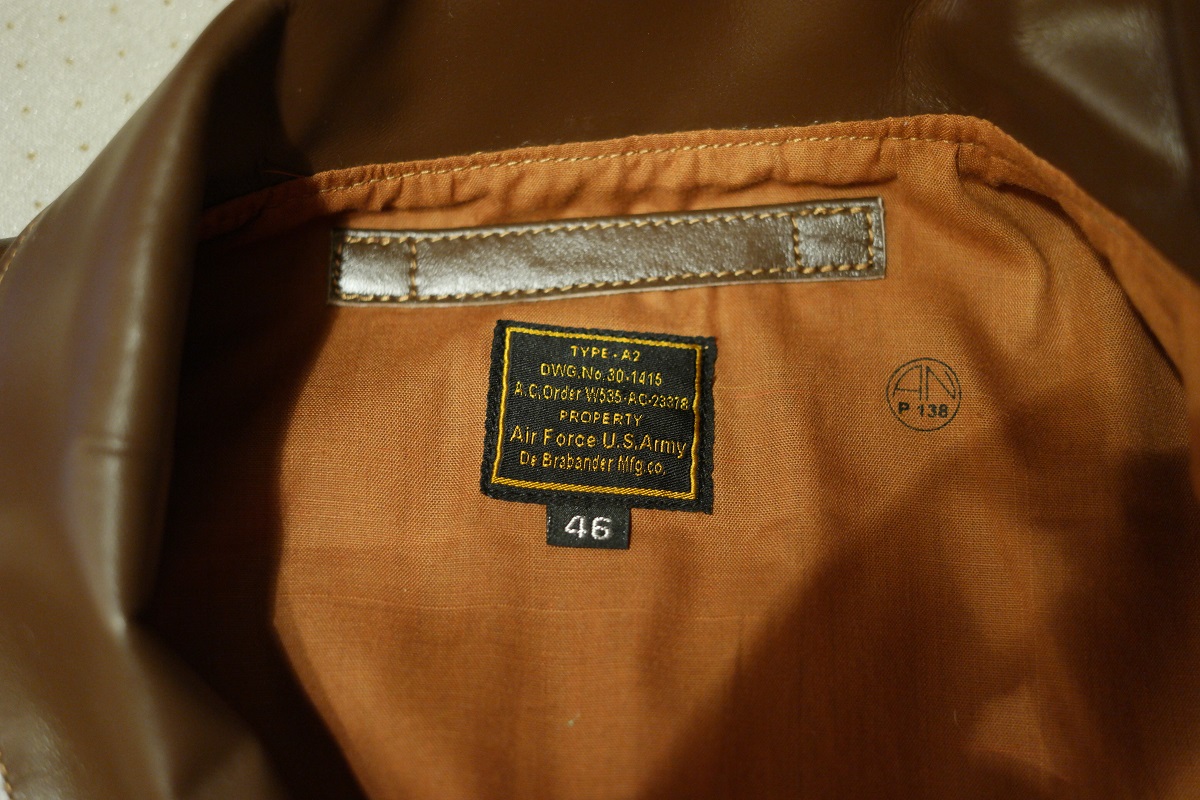 TYPE - A2
DWG.No.30-1415
A.C.Order W535-AC-23378
PROPERTY
Air Force U.S.Army
De Brabander Mfg.co.
46
AN
P 138